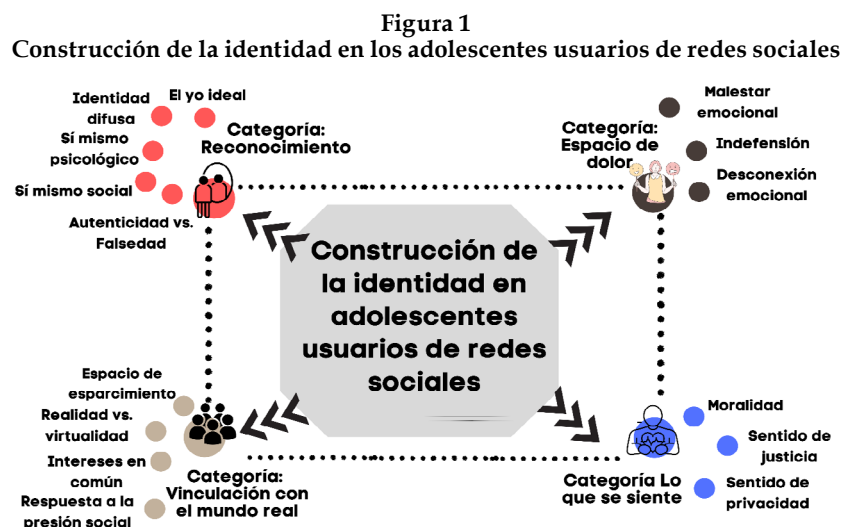 Figura 1
Construcción de la identidad en los adolescentes usuarios de redes sociales
El yo ideal
Identidad
difusa
Sí mismo
psicológico
Sí mismo social
Autenticidad vs.
Falsedad
Categoría:
Reconocimiento
Categoría:
Espacio de
dolor
Malestar
emocional
Indefensión
Desconexión
emocional
Construcción de
la identidad en
adolescentes
usuarios de redes
sociales
Espacio de
esparcimiento
Realidad vs.
virtualidad
Intereses en
común
Respuesta a la
presión social
Categoría:
Vinculación con
el mundo real
Categoría Lo
que se siente
Moralidad
Sentido de
justicia
Sentido de
privacidad